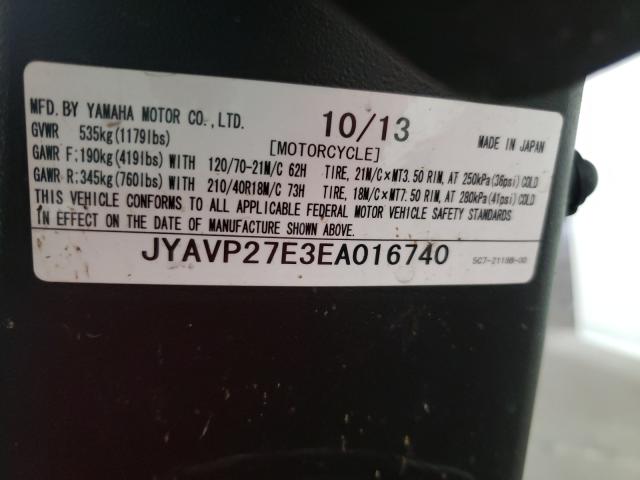 MFD. BY YAMAHA MOTOR CO., LTD. 10/13
GVWR 535kg(1179lbs) [MOTORCYCLE] MADE IN JAPAN
GAWR F: 190kg(419lbs) WITH 120/70-21M/C 62H TIRE, 21M/C×MT3.50 RIM, AT 250kPa(36psi) COLD
GAWR R: 345kg(760lbs) WITH 210/40R18M/C 73H TIRE, 18M/C×MT7.50 RIM, AT 280kPa(41psi) COLD
THIS VEHICLE CONFORMS TO ALL APPLICABLE FEDERAL MOTOR VEHICLE SAFETY STANDARDS
IN EFFECT ON THE DATE OF MANUFACTURE SHOWN ABOVE.
JYAVP27E3EA016740